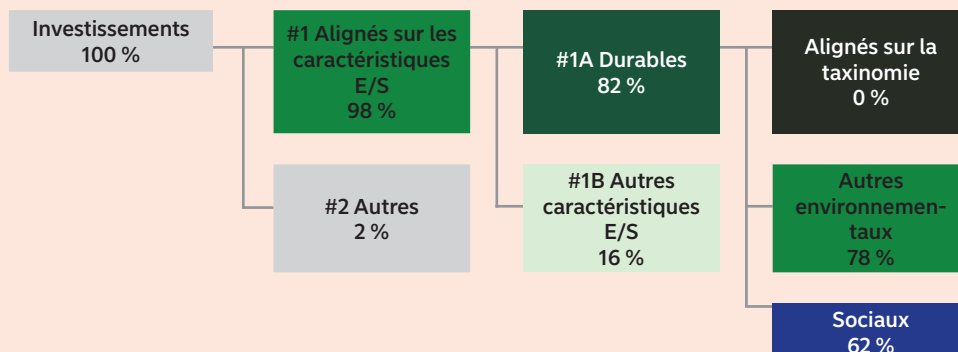 Investissements
100 %
#1 Alignés sur les
caractéristiques
E/S
98 %
#2 Autres
2 %
#1A Durables
82 %
#1B Autres
caractéristiques
E/S
16 %
Alignés sur la
taxinomie
0 %
Autres
environnemen-
taux
78 %
Sociaux
62 %